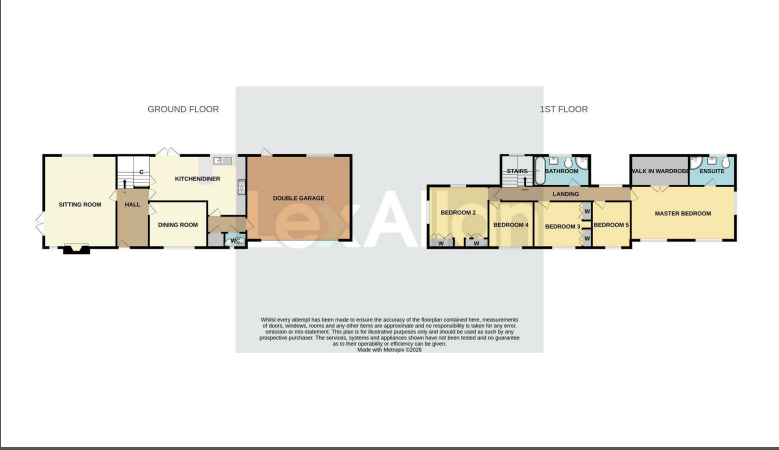 GROUND FLOOR
1ST FLOOR
C
KITCHEN/DINER
SITTING ROOM
HALL
DOUBLE GARAGE
DINING ROOM
WC
STAIRS
BATHROOM
WALK IN WARDROBE
ENSUITE
LANDING
BEDROOM 2
W
W
BEDROOM 4
BEDROOM 3
W
W
BEDROOM 5
MASTER BEDROOM
LexAllan
Whilst every attempt has been made to ensure the accuracy of the floorplan contained here, measurements
of doors, windows, rooms and any other items are approximate and no responsibility is taken for any error,
omission or mis-statement. This plan is for illustrative purposes only and should be used as such by any
prospective purchaser. The services, systems and appliances shown have not been tested and no guarantee
as to their operability or efficiency can be given.
Made with Metropix ©2026